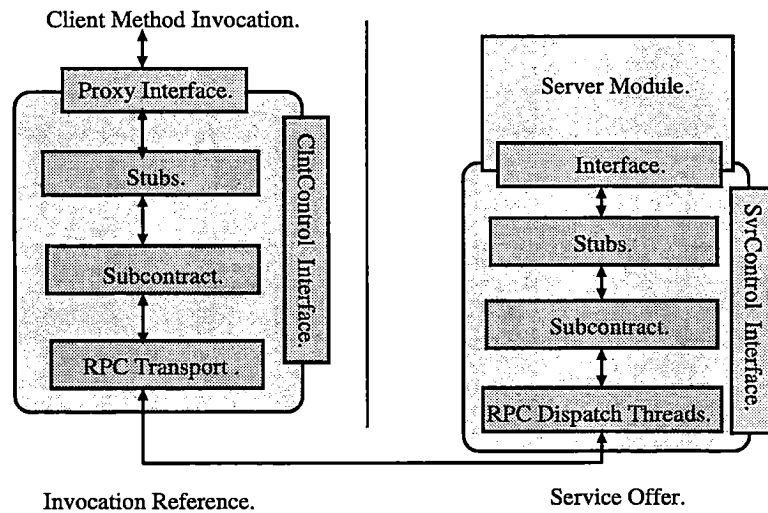 Client Method Invocation.
Proxy Interface.
Stubs.
Subcontract.
RPC Transport .
ClntControl Interface.
Invocation Reference.
Server Module.
Interface.
Stubs.
Subcontract.
RPC Dispatch Threads.
SvrControl Interface.
Service Offer.